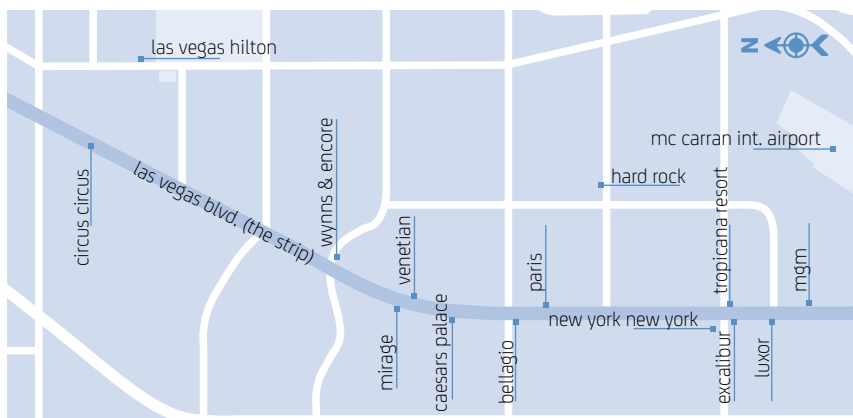 las vegas hilton
N
mc carran int. airport
hard rock
circus circus
las vegas blvd. (the strip)
wynns & encore
venetian
paris
tropicana resort
mgm
new york new york
mirage
caesars palace
bellagio
excalibur
luxor